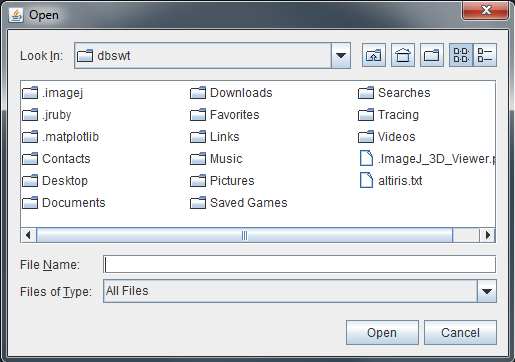 Open
Look In: dbswt
.imagej Downloads Searches
.jruby Favorites Tracing
.matplotlib Links Videos
Contacts Music .ImageJ_3D_Viewer.p
Desktop Pictures altiris.txt
Documents Saved Games
File Name:
Files of Type: All Files
Open Cancel